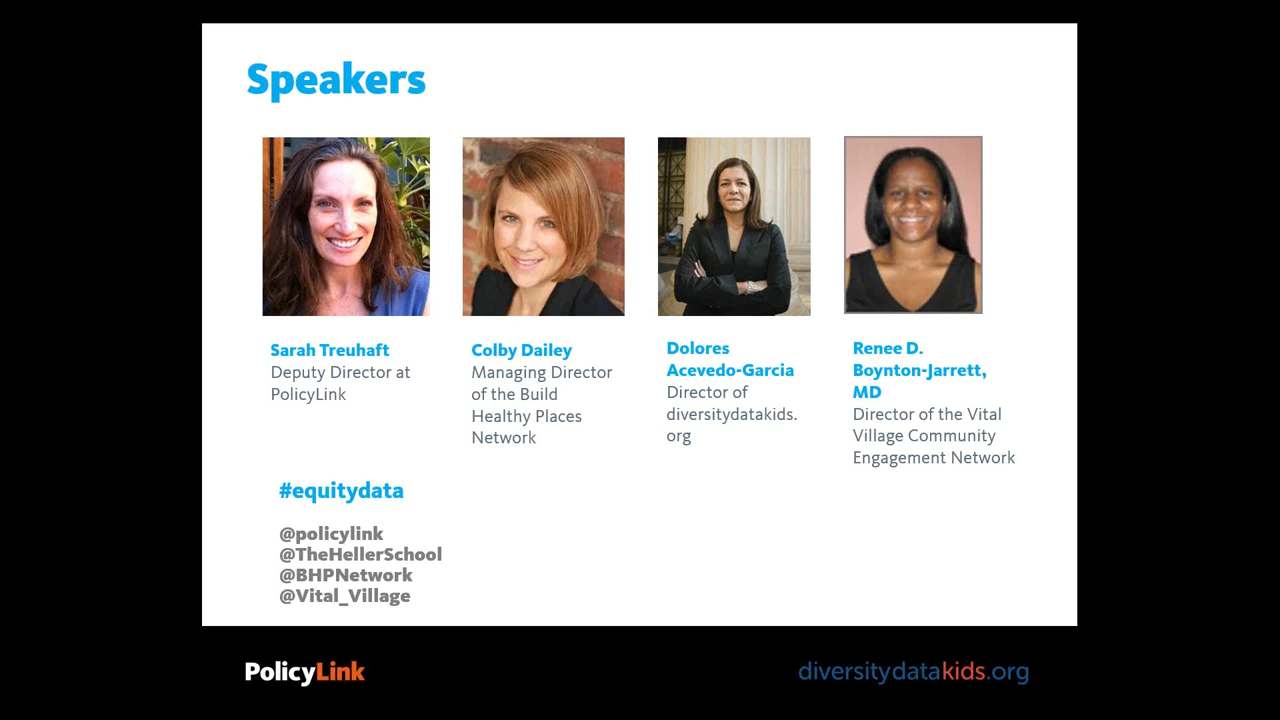 Speakers
Sarah Treuhaft
Deputy Director at
PolicyLink
Colby Dailey
Managing Director
of the Build
Healthy Places
Network
Dolores
Acevedo-Garcia
Director of
diversitydatakids.
org
Renee D.
Boynton-Jarrett,
MD
Director of the Vital
Village Community
Engagement Network
#equitydata
@policylink
@TheHellerSchool
@BHPNetwork
@Vital_Village
PolicyLink
diversitydatakids.org